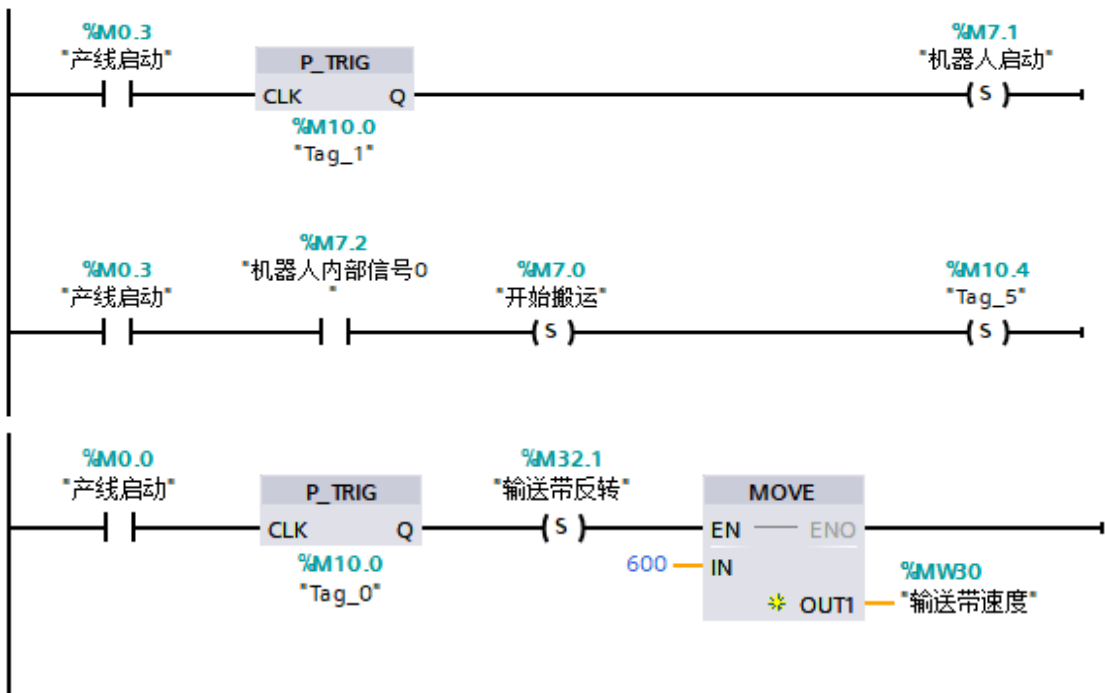 %M0.3
"产线启动"
P_TRIG
CLK Q
%M10.0
"Tag_1"
%M7.1
"机器人启动"
( S )
%M0.3
"产线启动"
%M7.2
"机器人内部信号0
"
%M7.0
"开始搬运"
( S )
%M10.4
"Tag_5"
( S )
%M0.0
"产线启动"
P_TRIG
CLK Q
%M10.0
"Tag_0"
%M32.1
"输送带反转"
( S )
MOVE
EN ENO
600 IN
OUT1
%MW30
"输送带速度"